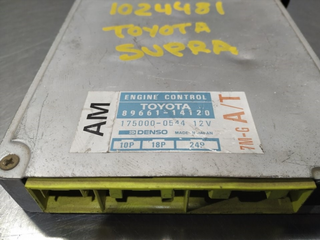 1024481
TOYOTA
SUPRA
AM
ENGINE CONTROL
TOYOTA
89661-14120
175000-0544 12V
DENSO MADE IN JAPAN
10P 18P 24P
7M-G A/T